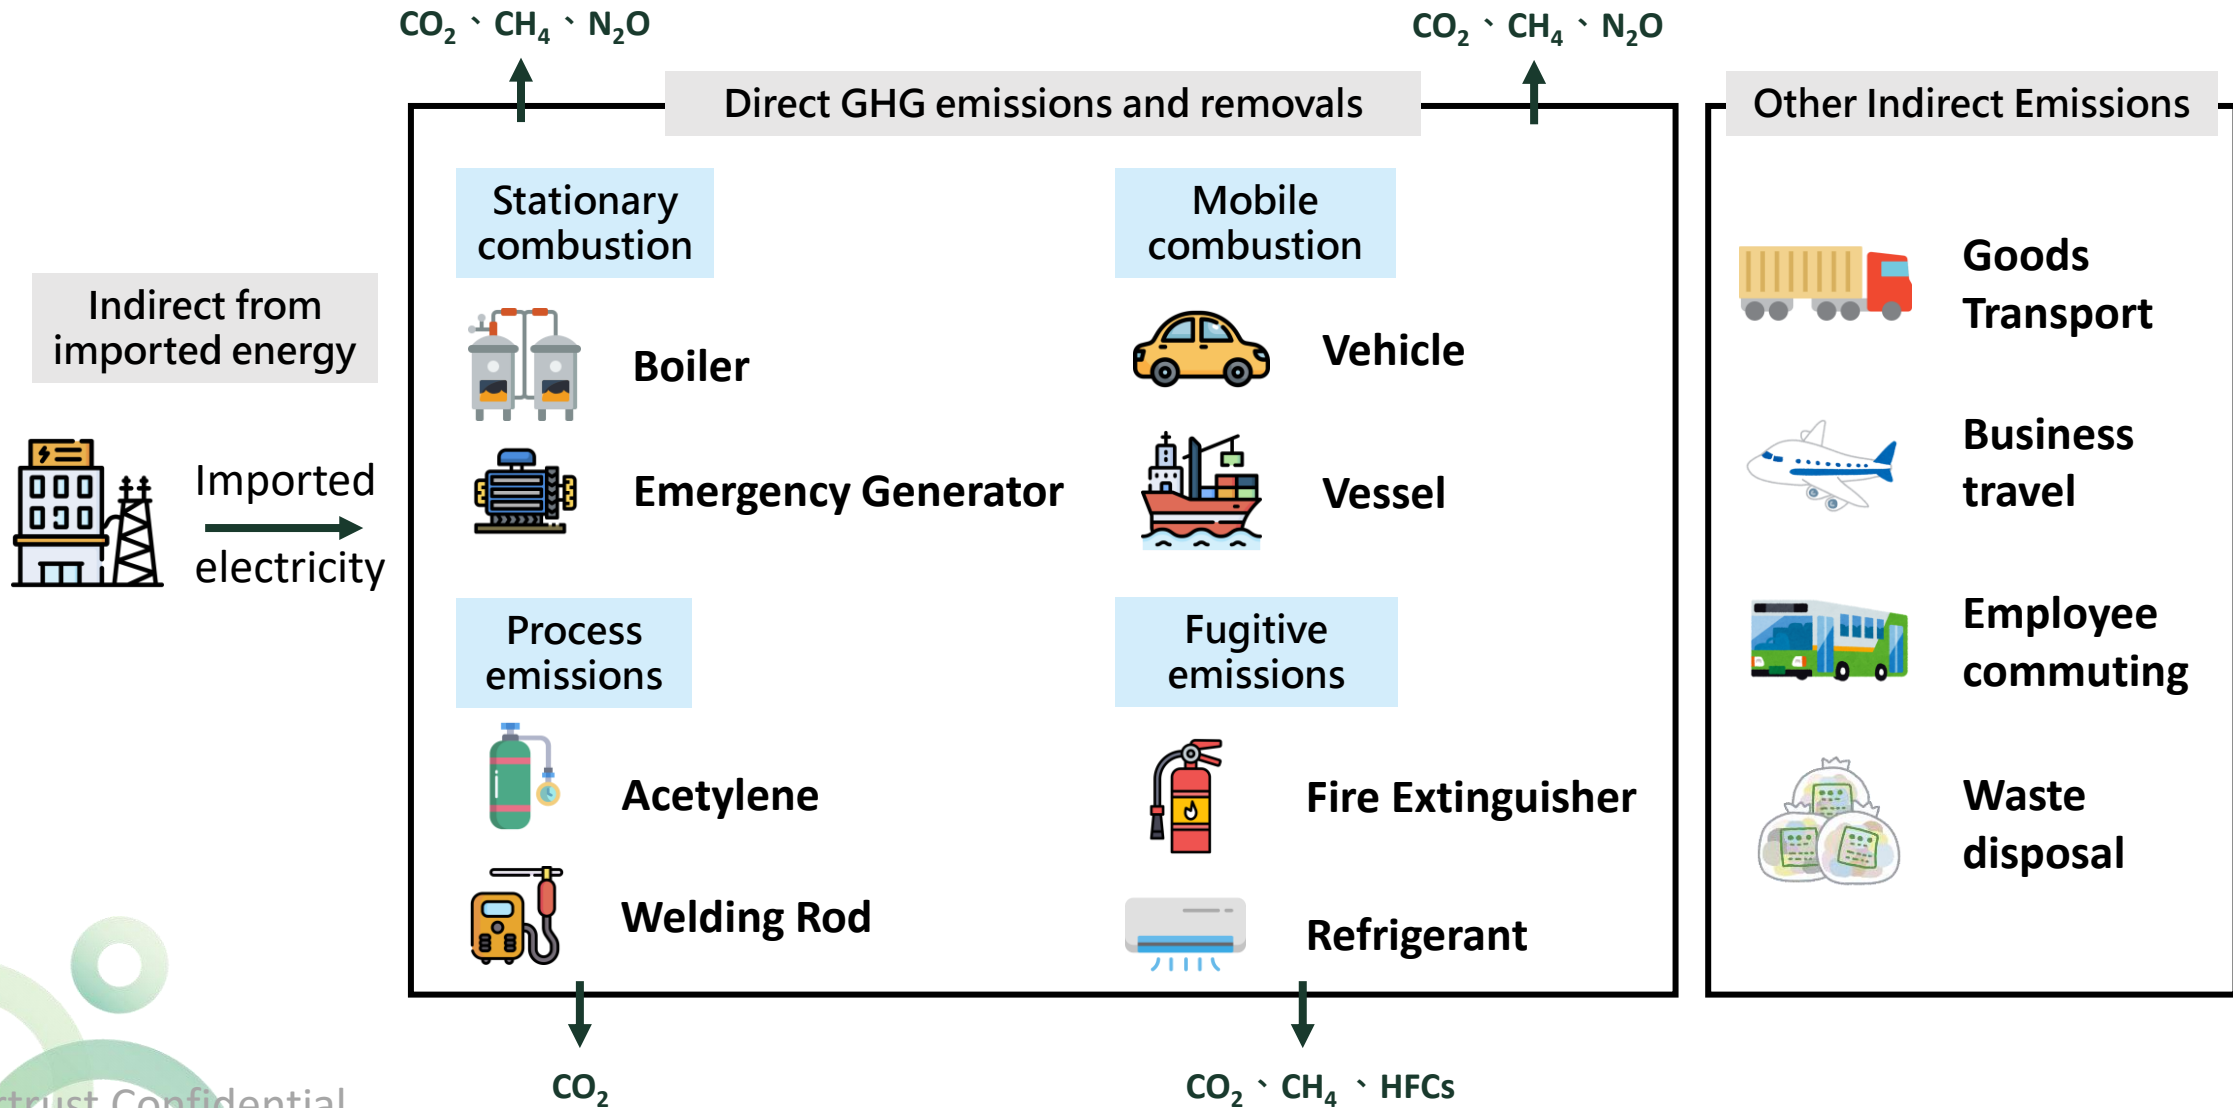 CO₂、CH₄、N₂O
CO₂、CH₄、N₂O
Direct GHG emissions and removals
Other Indirect Emissions
Indirect from
imported energy
Imported
electricity
Stationary
combustion
Boiler
Emergency Generator
Mobile
combustion
Vehicle
Vessel
Process
emissions
Acetylene
Welding Rod
Fugitive
emissions
Fire Extinguisher
Refrigerant
Goods
Transport
Business
travel
Employee
commuting
Waste
disposal
CO₂
CO₂、CH₄、HFCs
Confidential